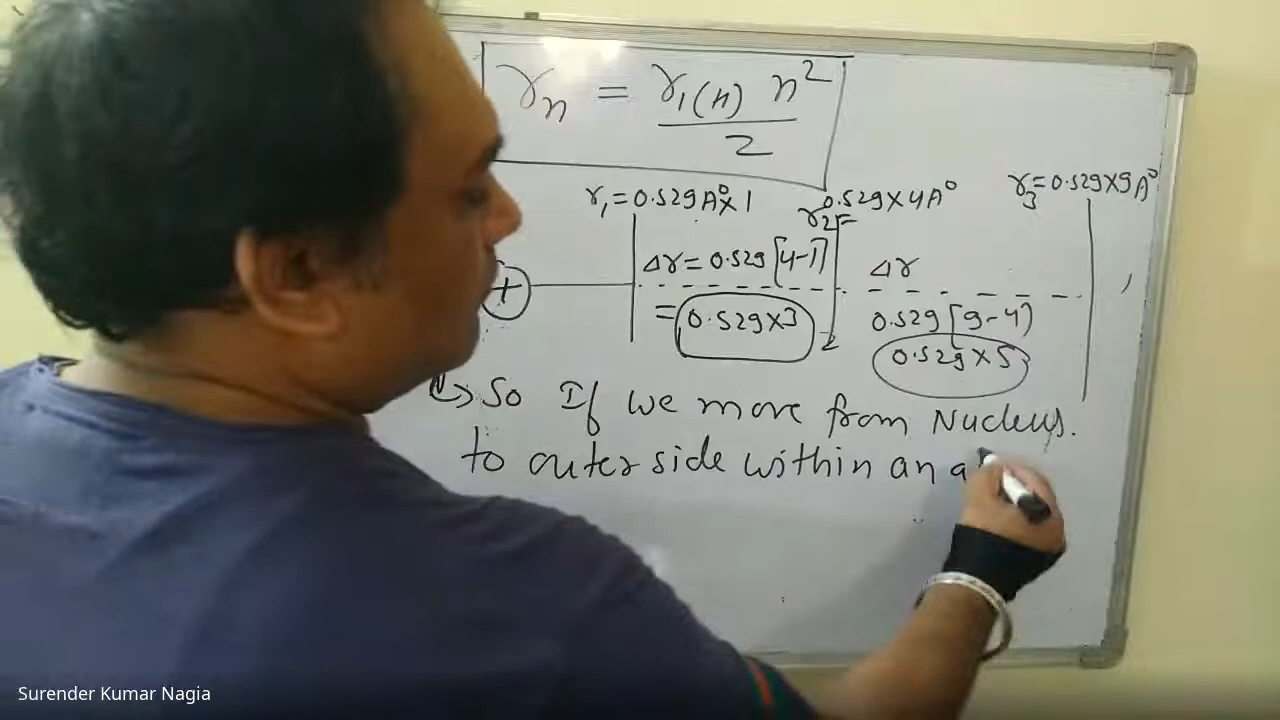 rn = r1(H) n²
2
r1 = 0.529A° x 1
r2 = 0.529 x 4A°
r3 = 0.529 x 9A°
Δr = 0.529 [4-1]
Δr
+
= 0.529 x 3
0.529 [9-4]
0.529 x 5
So If we move from Nucleus.
to outer side within an a
Surender Kumar Nagia